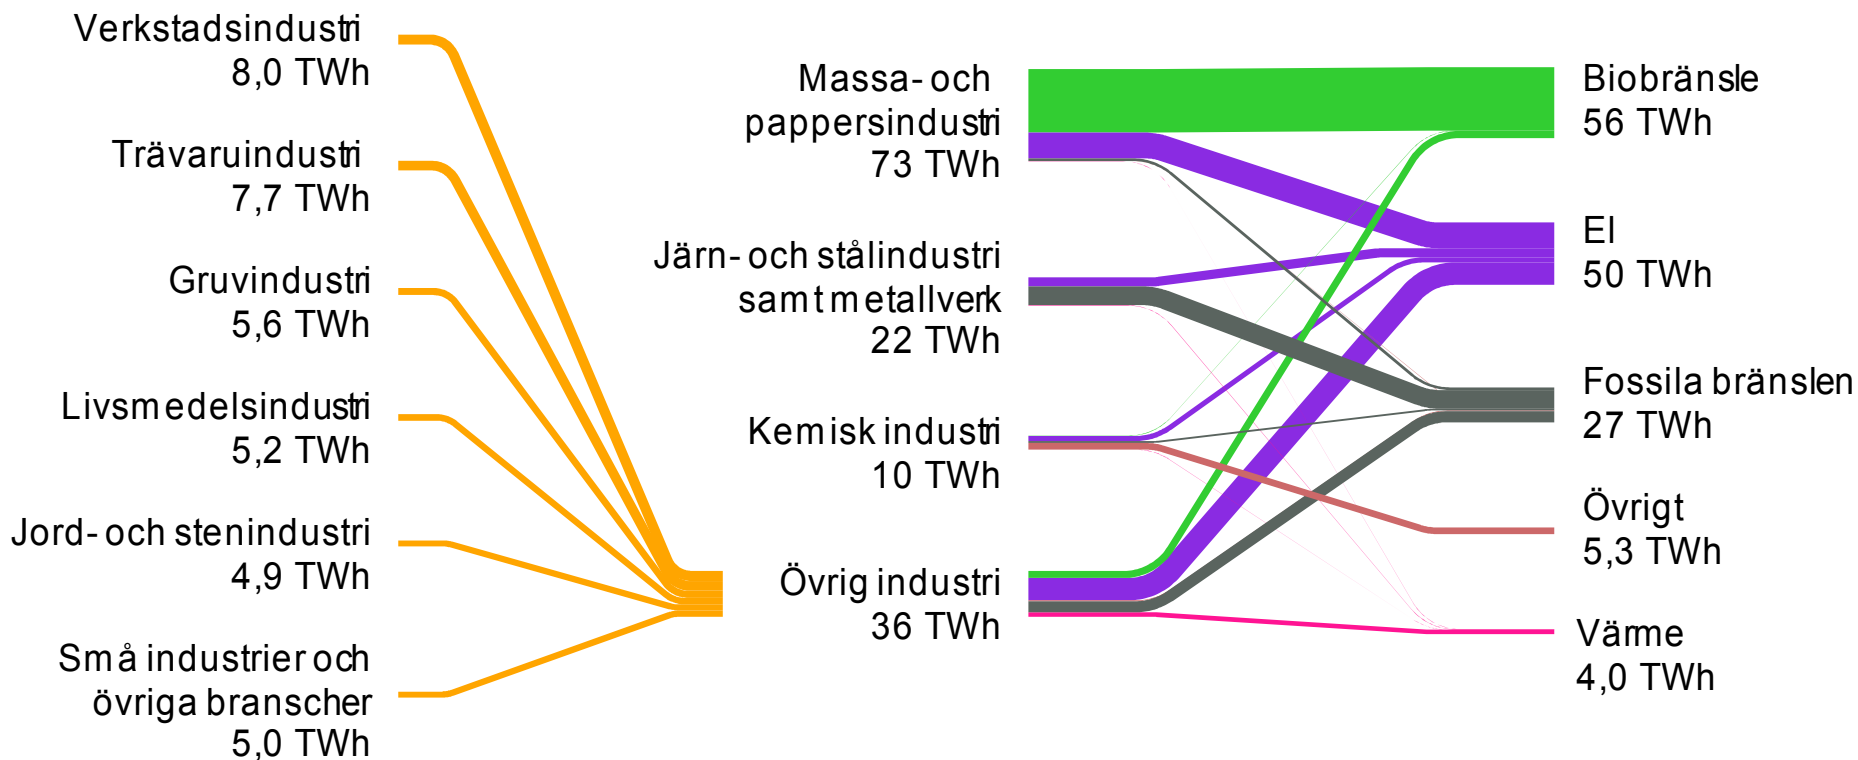 Verkstadsindustri
8,0 TWh
Trävaruindustri
7,7 TWh
Gruvindustri
5,6 TWh
Livsmedelsindustri
5,2 TWh
Jord- och stenindustri
4,9 TWh
Små industrier och
övriga branscher
5,0 TWh
Massa- och
pappersindustri
73 TWh
Järn- och stålindustri
samt metallverk
22 TWh
Kemisk industri
10 TWh
Övrig industri
36 TWh
Biobränsle
56 TWh
El
50 TWh
Fossila bränslen
27 TWh
Övrigt
5,3 TWh
Värme
4,0 TWh